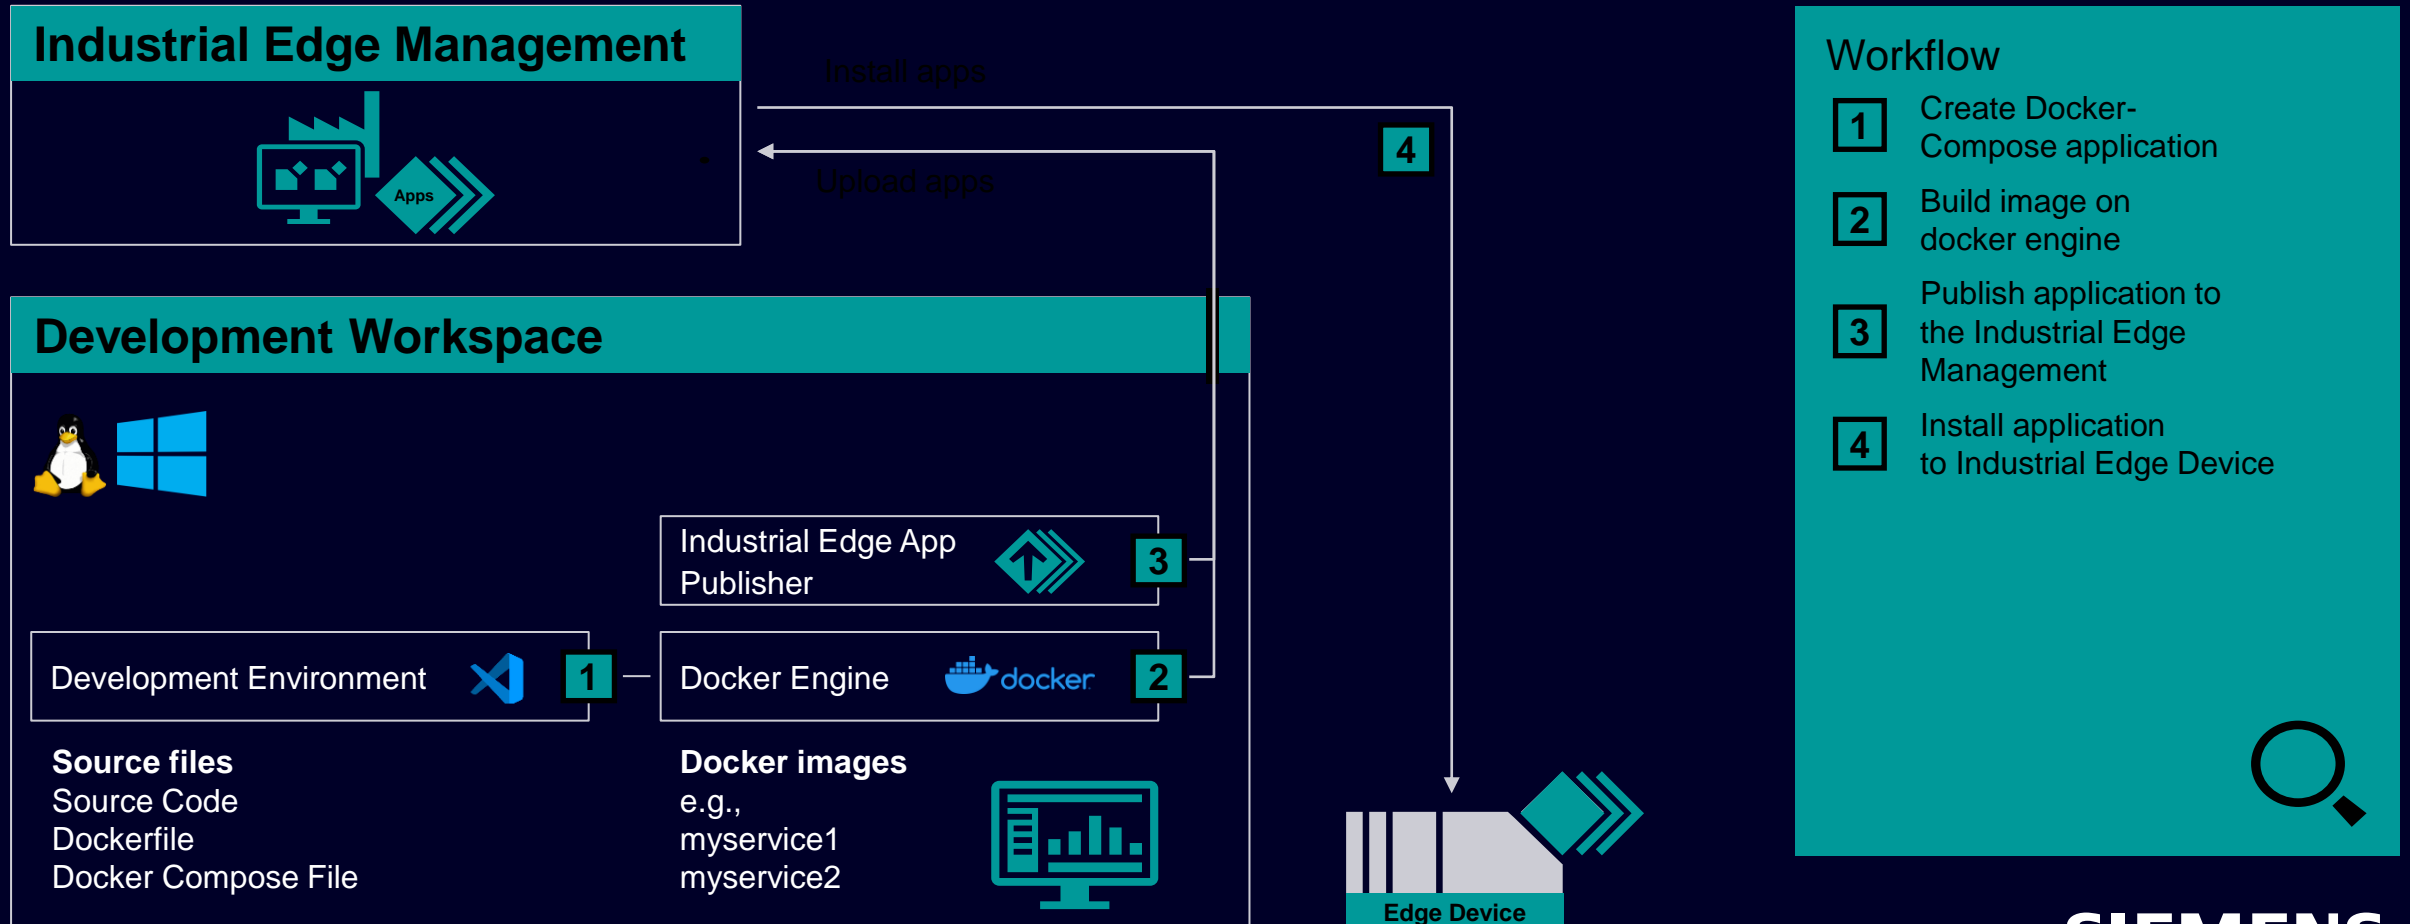 Industrial Edge Management
Apps
Install apps
4
Upload apps
Development Workspace
Industrial Edge App
Publisher
3
Development Environment
1
Docker Engine
docker
2
Source files
Source Code
Dockerfile
Docker Compose File
Docker images
e.g.,
myservice1
myservice2
Edge Device
Workflow
1
Create Docker-
Compose application
2
Build image on
docker engine
3
Publish application to
the Industrial Edge
Management
4
Install application
to Industrial Edge Device
SIEMENS